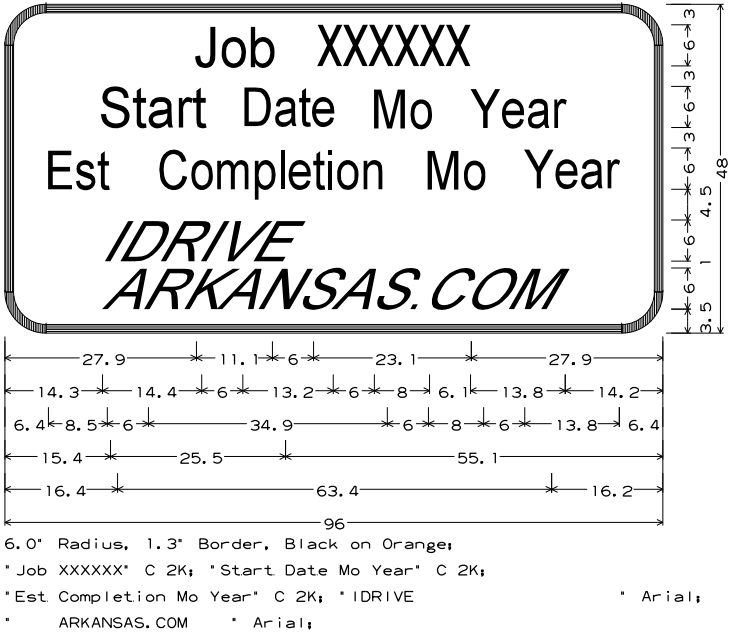 Job XXXXXX
Start Date Mo Year
Est Completion Mo Year
IDRIVE
ARKANSAS.COM
3
6
3
6
3
6
4.5
6
1
6
3.5
48
27.9 11.1 6 23.1 27.9
14.3 14.4 6 13.2 6 8 6.1 13.8 14.2
6.4 8.5 6 34.9 6 8 6 13.8 6.4
15.4 25.5 55.1
16.4 63.4 16.2
96
6.0" Radius, 1.3" Border, Black on Orange;
"Job XXXXXX" C 2K; "Start Date Mo Year" C 2K;
"Est Completion Mo Year" C 2K; "IDRIVE " Arial;
" ARKANSAS.COM " Arial;